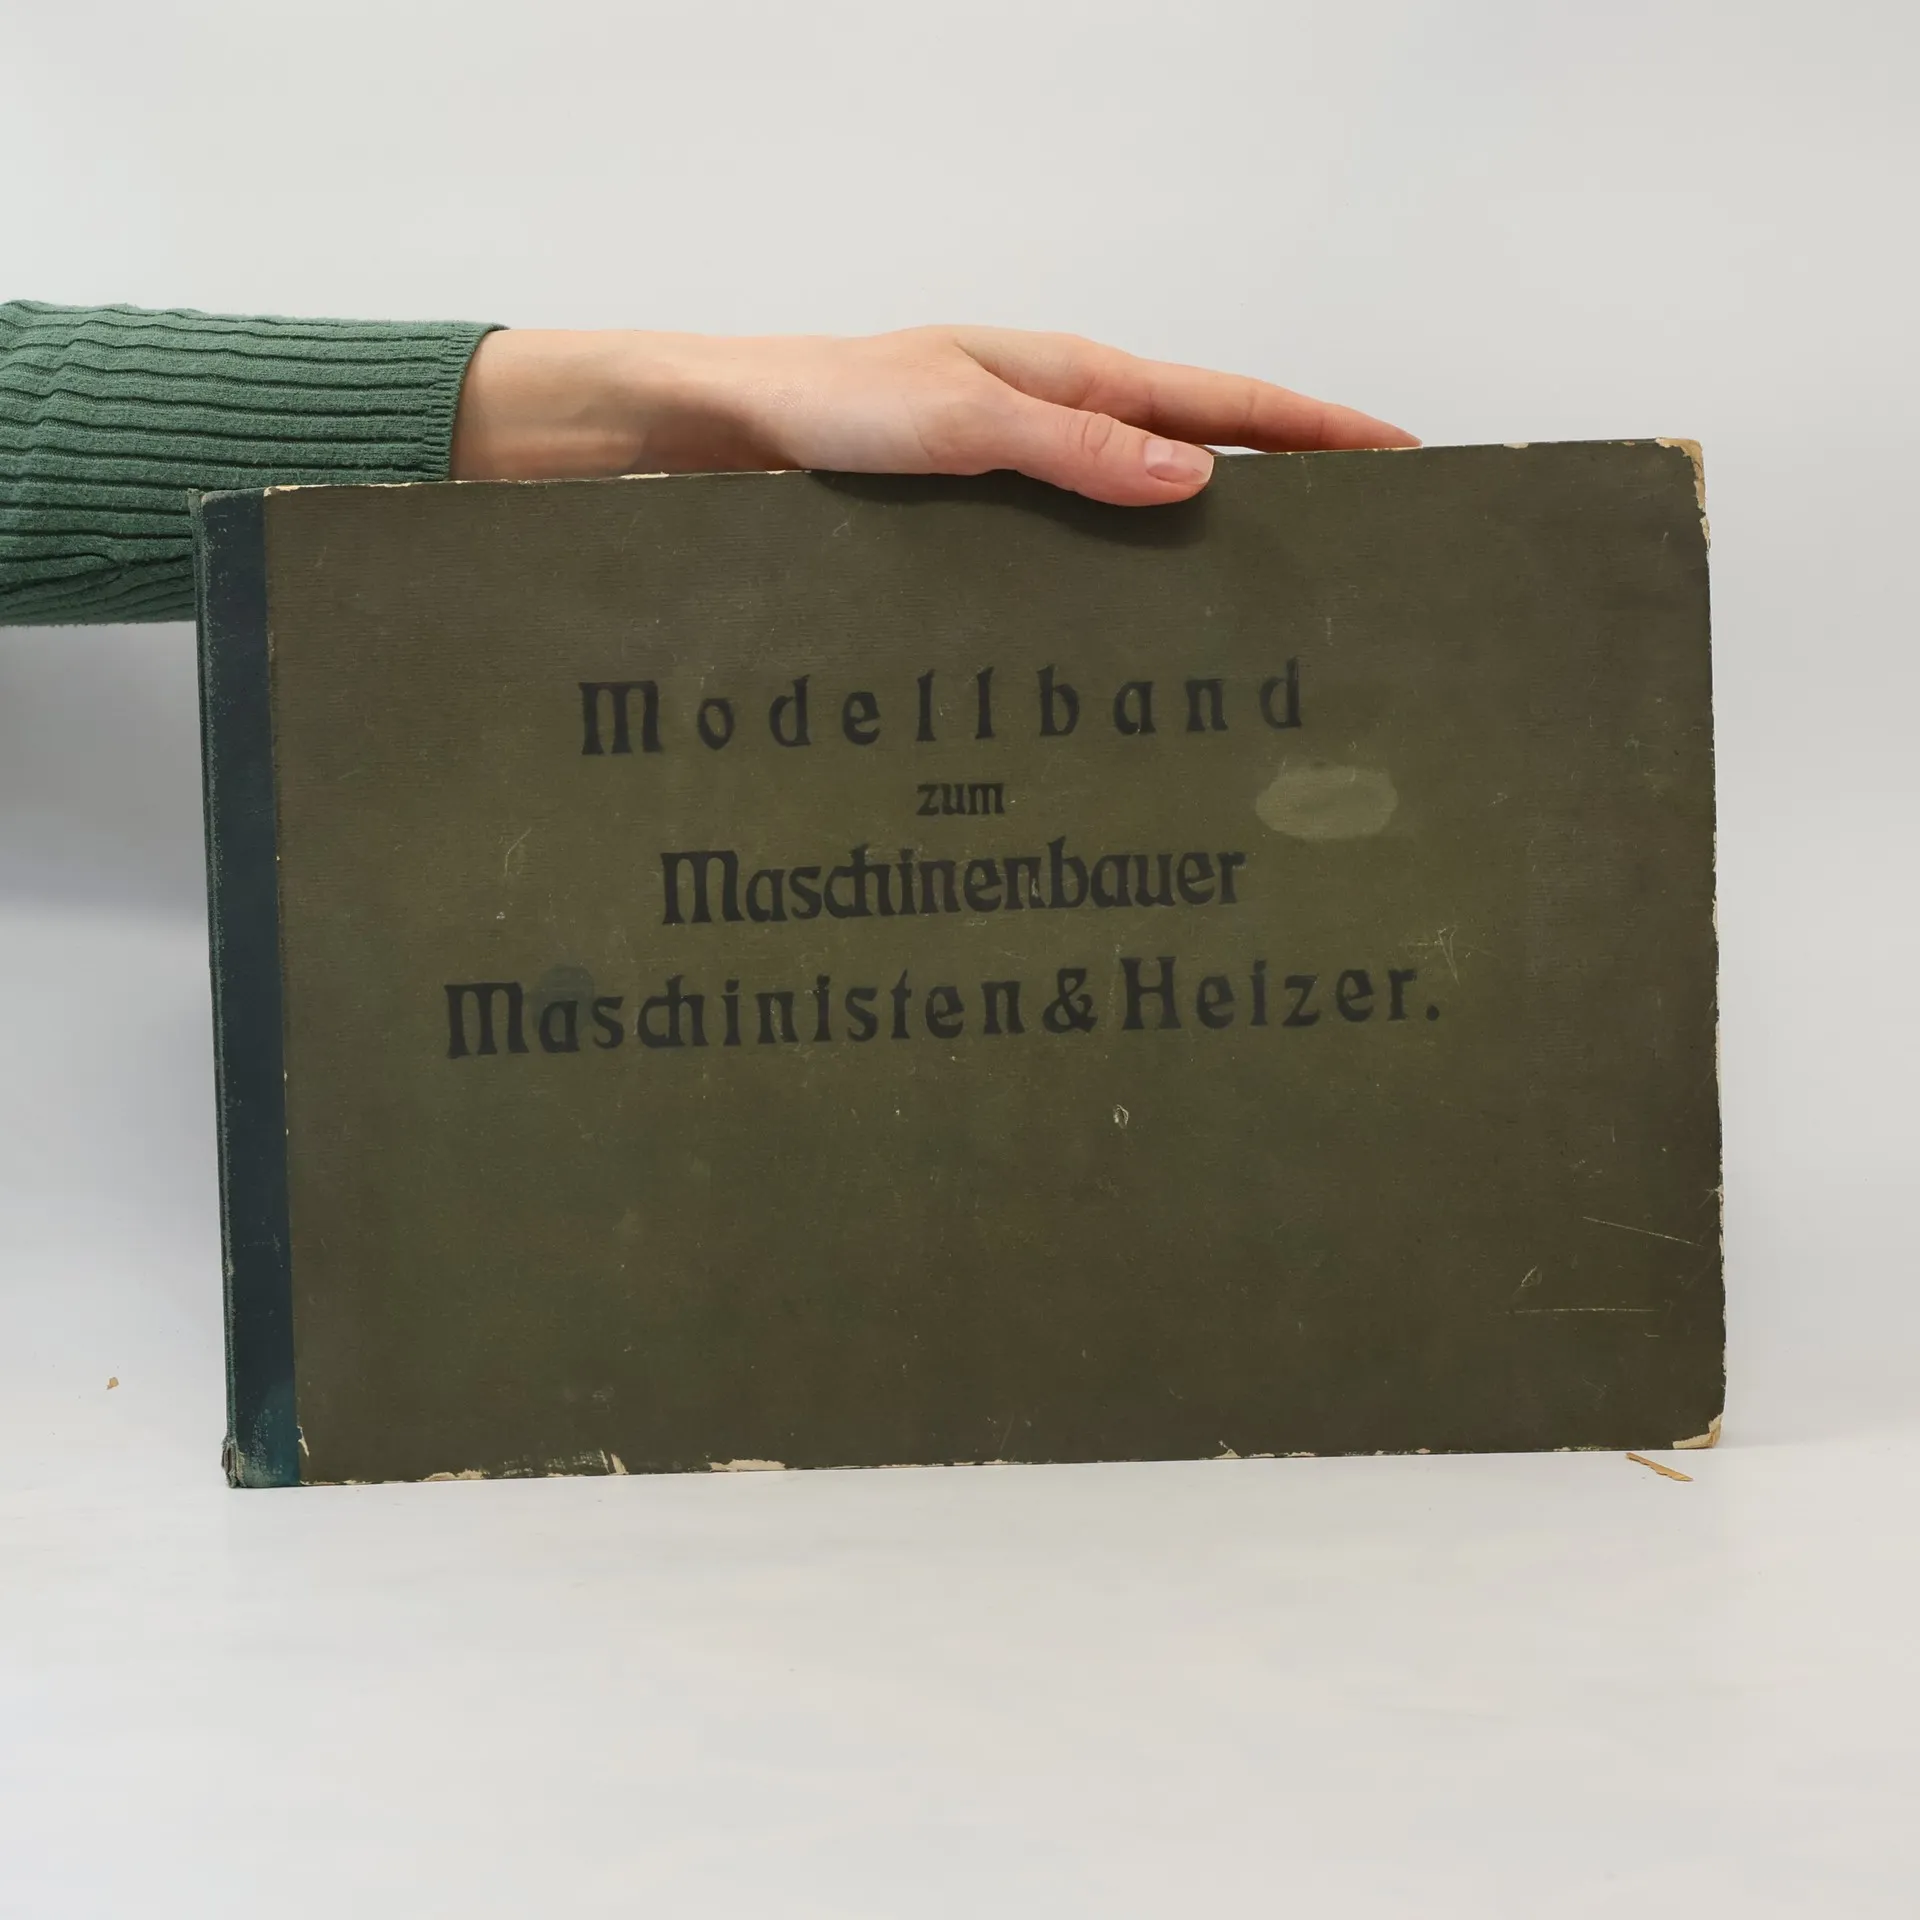 Modellband
zum
Maschinenbauer
Maschinisten & Heizer.